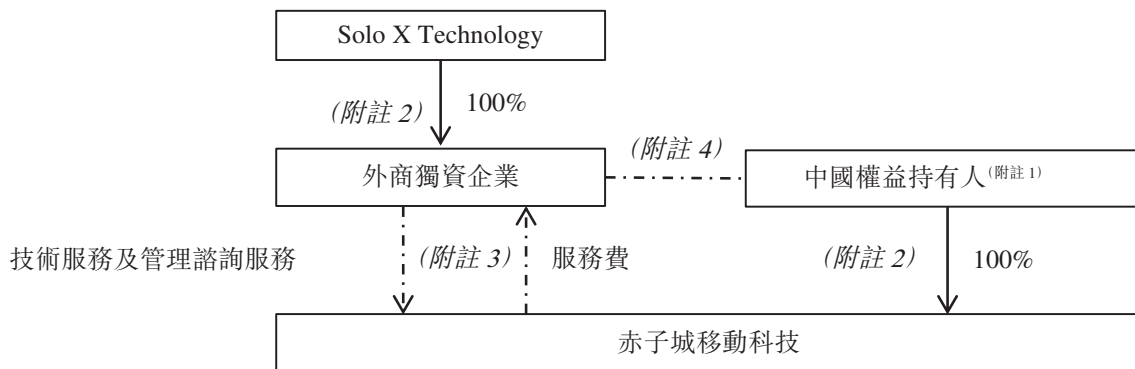 Solo X Technology
(附註 2)
100%
外商獨資企業
(附註 4)
中國權益持有人(附註 1)
技術服務及管理諮詢服務
(附註 3)
服務費
(附註 2)
100%
赤子城移動科技